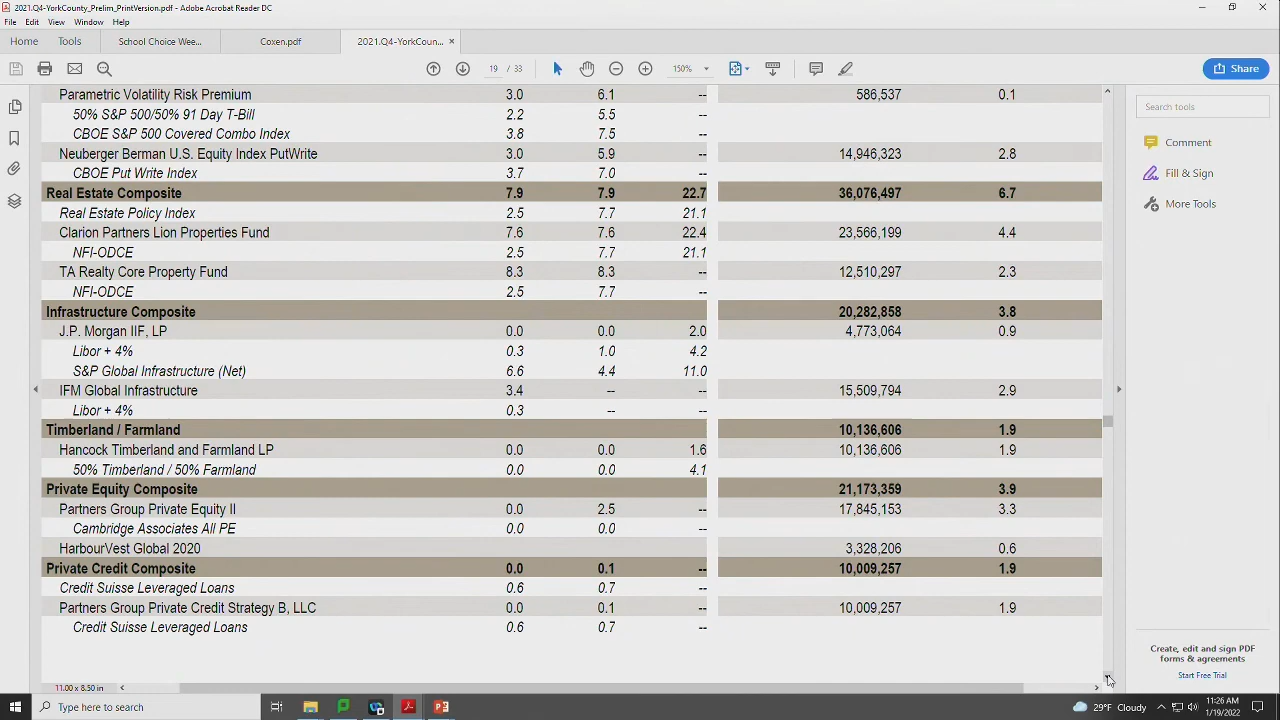 2021.Q4-YorkCounty_Prelim_PrintVersion.pdf - Adobe Acrobat Reader DC
File Edit View Window Help
Home Tools School Choice Wee... Coxen.pdf 2021.Q4-YorkCoun... ×
19 / 33 150% Share
Parametric Volatility Risk Premium 3.0 6.1 -- 586,537 0.1
50% S&P 500/50% 91 Day T-Bill 2.2 5.5 --
CBOE S&P 500 Covered Combo Index 3.8 7.5 --
Neuberger Berman U.S. Equity Index PutWrite 3.0 5.9 -- 14,946,323 2.8
CBOE Put Write Index 3.7 7.0 --
Real Estate Composite 7.9 7.9 22.7 36,076,497 6.7
Real Estate Policy Index 2.5 7.7 21.1
Clarion Partners Lion Properties Fund 7.6 7.6 22.4 23,566,199 4.4
NFI-ODCE 2.5 7.7 21.1
TA Realty Core Property Fund 8.3 8.3 -- 12,510,297 2.3
NFI-ODCE 2.5 7.7 --
Infrastructure Composite 20,282,858 3.8
J.P. Morgan IIF, LP 0.0 0.0 2.0 4,773,064 0.9
Libor + 4% 0.3 1.0 4.2
S&P Global Infrastructure (Net) 6.6 4.4 11.0
IFM Global Infrastructure 3.4 -- -- 15,509,794 2.9
Libor + 4% 0.3 -- --
Timberland / Farmland 10,136,606 1.9
Hancock Timberland and Farmland LP 0.0 0.0 1.6 10,136,606 1.9
50% Timberland / 50% Farmland 0.0 0.0 4.1
Private Equity Composite 21,173,359 3.9
Partners Group Private Equity II 0.0 2.5 -- 17,845,153 3.3
Cambridge Associates All PE 0.0 0.0 --
HarbourVest Global 2020 3,328,206 0.6
Private Credit Composite 0.0 0.1 -- 10,009,257 1.9
Credit Suisse Leveraged Loans 0.6 0.7 --
Partners Group Private Credit Strategy B, LLC 0.0 0.1 -- 10,009,257 1.9
Credit Suisse Leveraged Loans 0.6 0.7 --
Search tools
Comment
Fill & Sign
More Tools
Create, edit and sign PDF
forms & agreements
Start Free Trial
11.00 x 8.50 in
Type here to search
29°F Cloudy
11:26 AM
1/19/2022